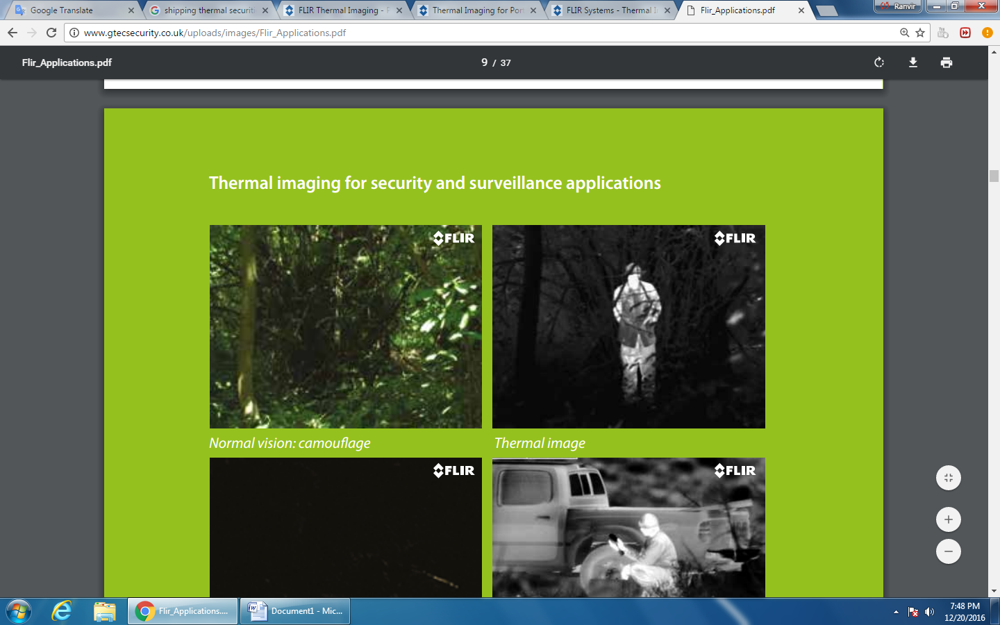 Google Translate
shipping thermal securiti
FLIR Thermal Imaging - P
Thermal Imaging for Por
FLIR Systems - Thermal I
Flir_Applications.pdf
Ranvir
www.gtecsecurity.co.uk/uploads/images/Flir_Applications.pdf
Flir_Applications.pdf
9 / 37
Thermal imaging for security and surveillance applications
FLIR
FLIR
Normal vision: camouflage
Thermal image
FLIR
FLIR
Flir_Applications....
Document1 - Mic...
7:48 PM
12/20/2016